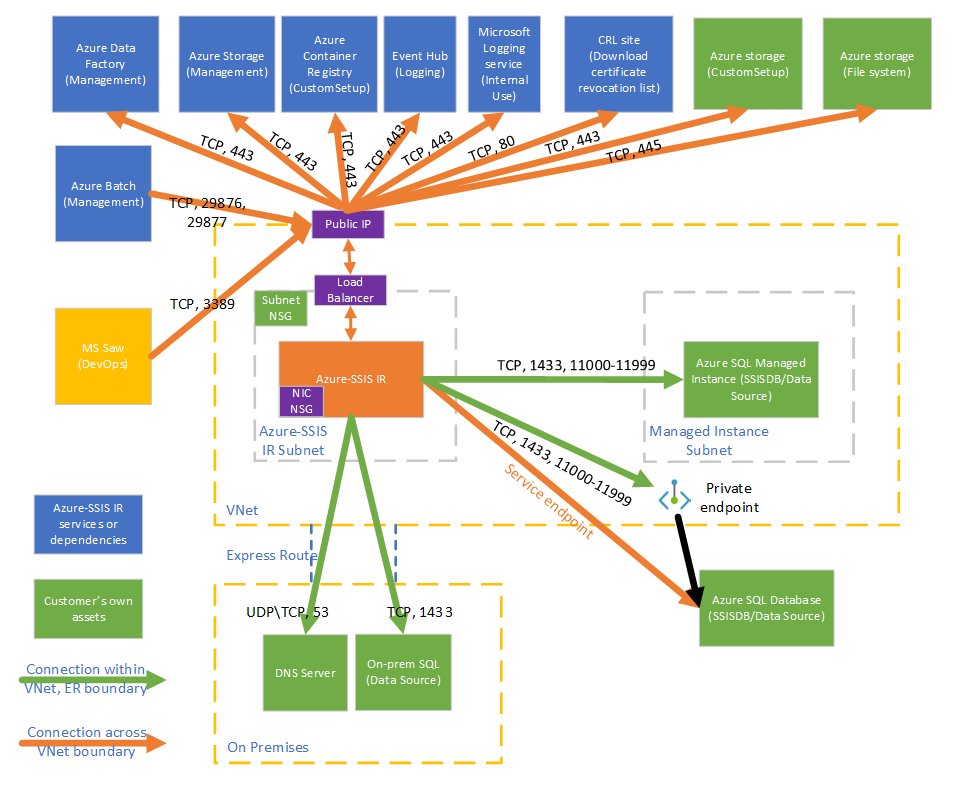 Azure Data
Factory
(Management)
Azure Storage
(Management)
Azure
Container
Registry
(CustomSetup)
Event Hub
(Logging)
Microsoft
Logging
service
(Internal
Use)
CRL site
(Download
certificate
revocation list)
Azure storage
(CustomSetup)
Azure storage
(File system)
TCP, 443
TCP, 443
TCP, 443
TCP, 443
TCP, 443
TCP, 80
TCP, 443
TCP, 445
Azure Batch
(Management)
TCP, 29876,
29877
Public IP
Load
Balancer
Subnet
NSG
TCP, 3389
MS Saw
(DevOps)
Azure-SSIS IR
NIC
NSG
Azure-SSIS
IR Subnet
TCP, 1433, 11000-11999
Azure SQL Managed
Instance (SSISDB/Data
Source)
Managed Instance
Subnet
TCP, 1433, 11000-11999
Service endpoint
Private
endpoint
VNet
Express Route
Azure SQL Database
(SSISDB/Data Source)
UDP\TCP, 53
TCP, 1433
DNS Server
On-prem SQL
(Data Source)
On Premises
Azure-SSIS IR
services or
dependencies
Customer's own
assets
Connection within
VNet, ER boundary
Connection across
VNet boundary